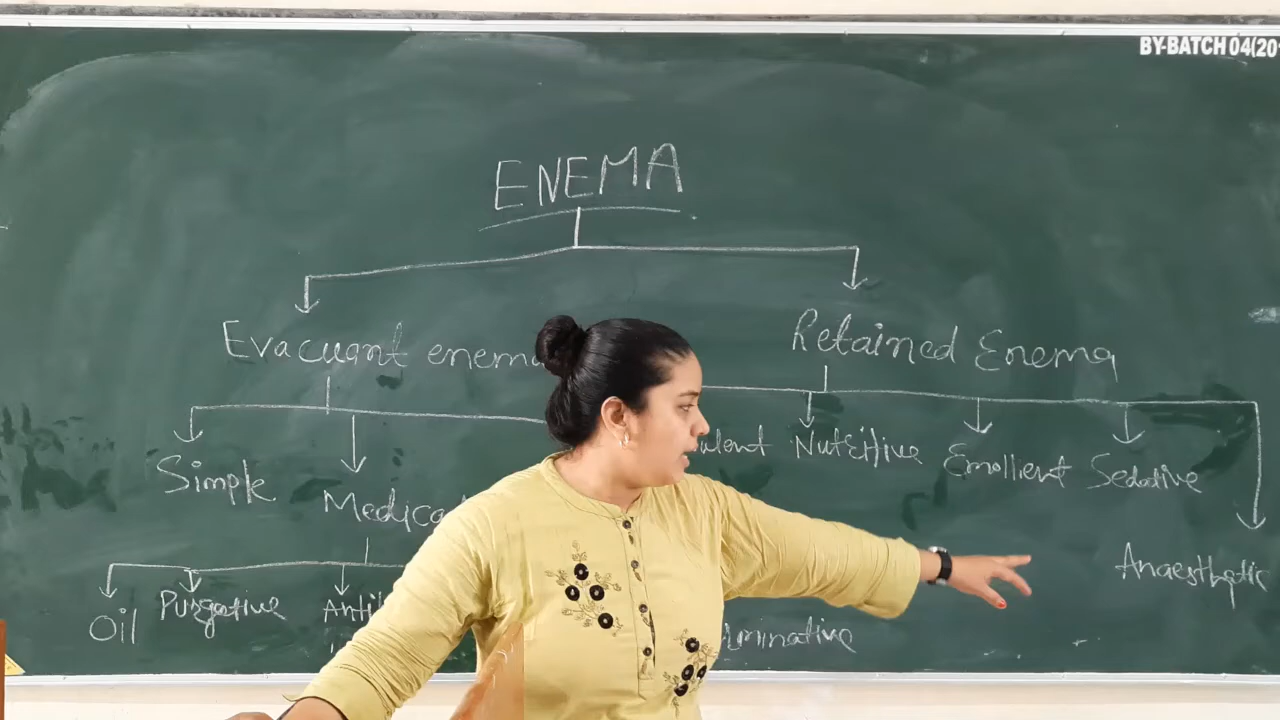 BY-BATCH 04(20
ENEMA
Evacuant enema
Retained Enema
Simple
Nutritive
Emollient
Sedative
Anaesthetic
Oil
Purgative